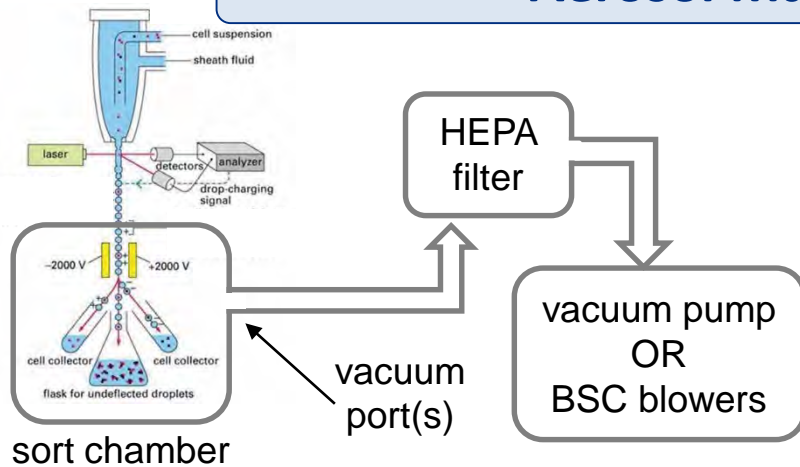 cell suspension
sheath fluid
laser
detectors
analyzer
drop-charging
signal
HEPA
filter
−2000 V
+2000 V
cell collector
cell collector
flask for undeflected droplets
sort chamber
vacuum
port(s)
vacuum pump
OR
BSC blowers